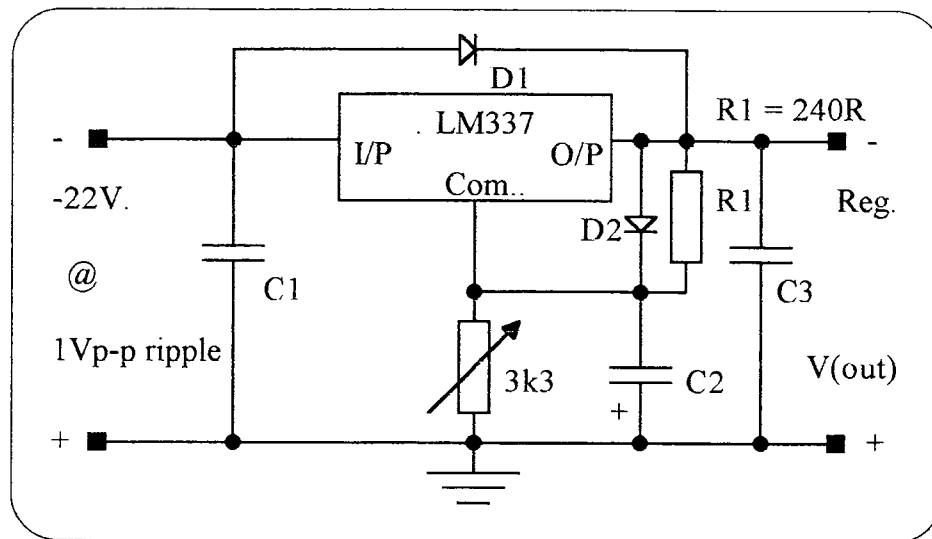 D1
R1 = 240R
LM337
I/P
O/P
Com..
-
-
-22V.
D2
R1
Reg.
@
C1
C3
1Vp-p ripple
3k3
C2
V(out)
+
+
+